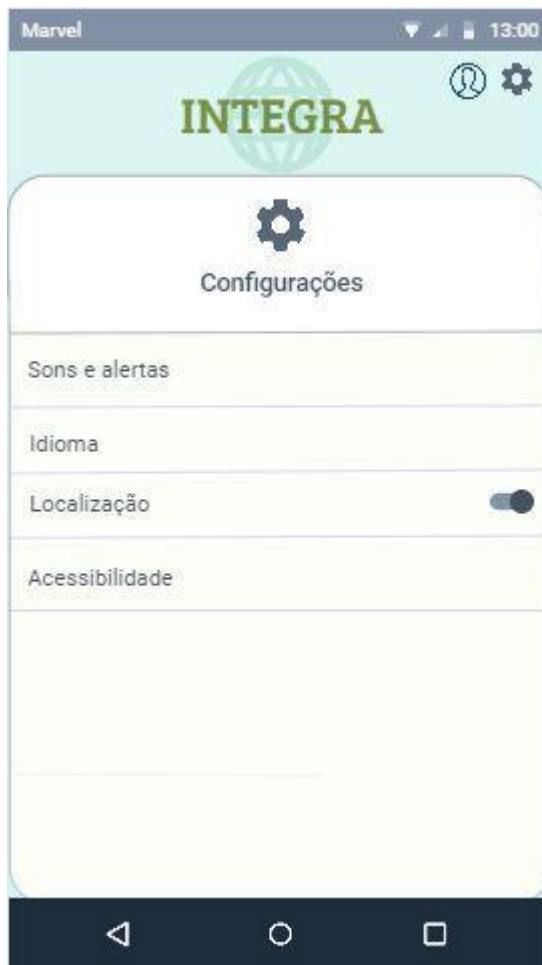 Marvel 13:00
INTEGRA
Configurações
Sons e alertas
Idioma
Localização
Acessibilidade